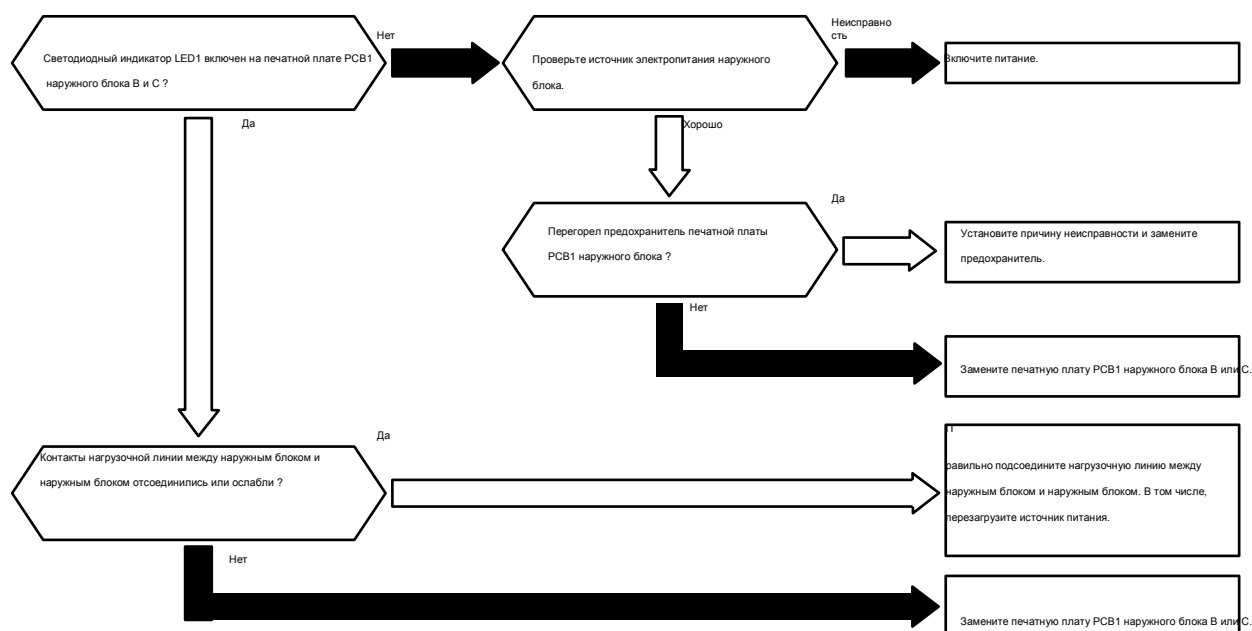 Нет
Неисправно
сть
Светодиодный индикатор LED1 включен на печатной плате PCB1
наружного блока B и C ?
Проверьте источник электропитания наружного
блока.
Включите питание.
Да
Хорошо
Да
Перегорел предохранитель печатной платы
PCB1 наружного блока ?
Установите причину неисправности и замените
предохранитель.
Нет
Замените печатную плату PCB1 наружного блока B или C.
Да
Контакты нагрузочной линии между наружным блоком и
наружным блоком отсоединились или ослабли ?
П
равильно подсоедините нагрузочную линию между
наружным блоком и наружным блоком. В том числе,
перезагрузите источник питания.
Нет
Замените печатную плату PCB1 наружного блока B или C.